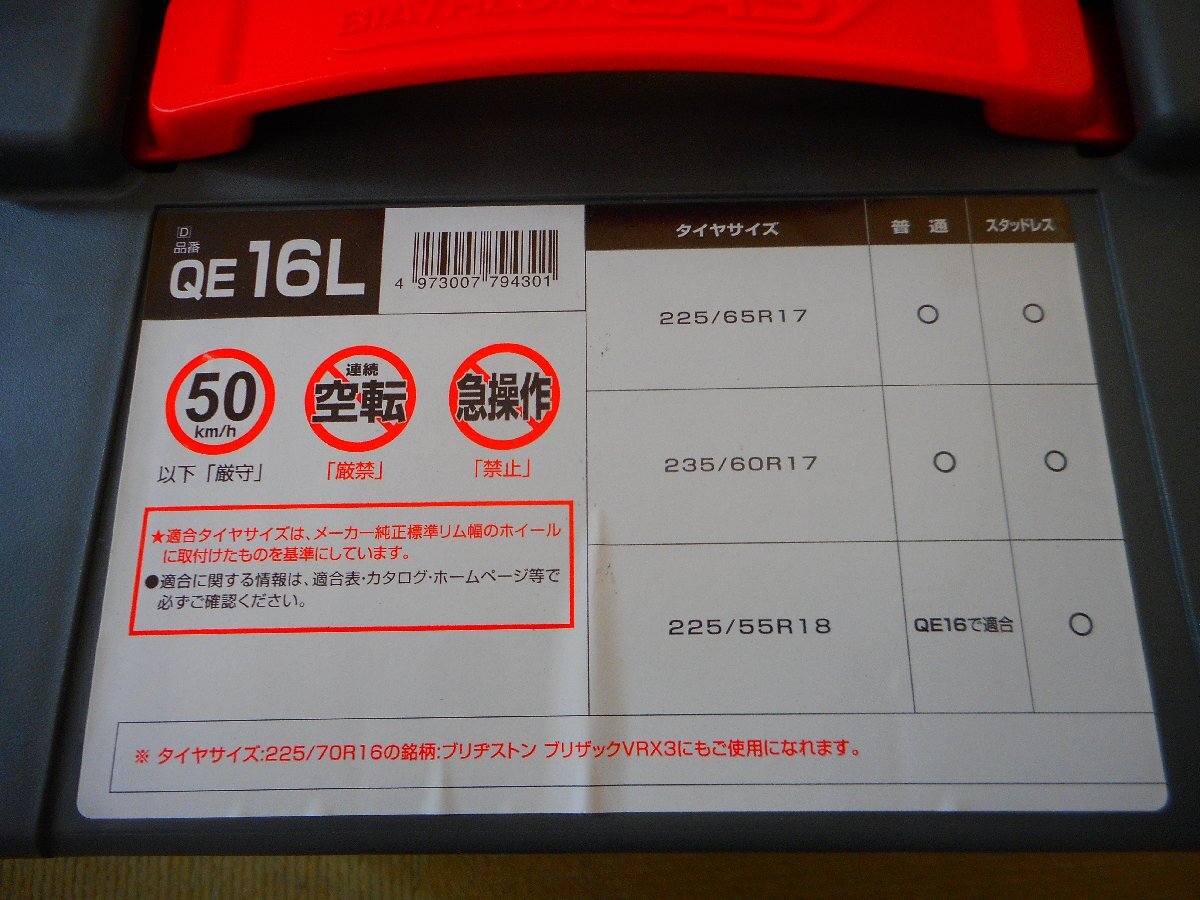 BIATHLON EASY
D
品番
QE 16L
4 973007 794301
50
km/h
以下「厳守」
連続
空転
「厳禁」
急操作
「禁止」
★適合タイヤサイズは、メーカー純正標準リム幅のホイール
に取付けたものを基準にしています。
●適合に関する情報は、適合表・カタログ・ホームページ等で
必ずご確認ください。
タイヤサイズ 普通 スタッドレス
225/65R17 ○ ○
235/60R17 ○ ○
225/55R18 QE16で適合 ○
※ タイヤサイズ:225/70R16の銘柄:ブリヂストン ブリザックVRX3にもご使用になれます。